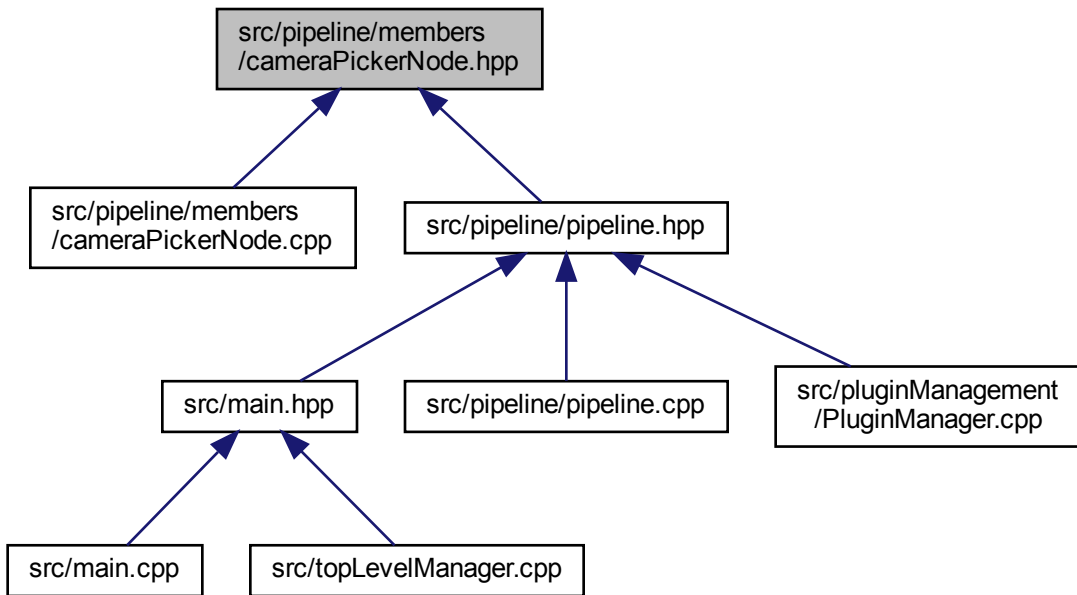 src/pipeline/members
/cameraPickerNode.hpp
src/pipeline/members
/cameraPickerNode.cpp
src/pipeline/pipeline.hpp
src/main.hpp
src/pipeline/pipeline.cpp
src/pluginManagement
/PluginManager.cpp
src/main.cpp
src/topLevelManager.cpp